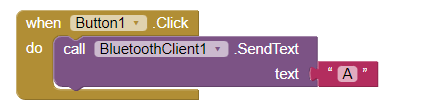 when Button1 .Click
do call BluetoothClient1 .SendText
text "A"